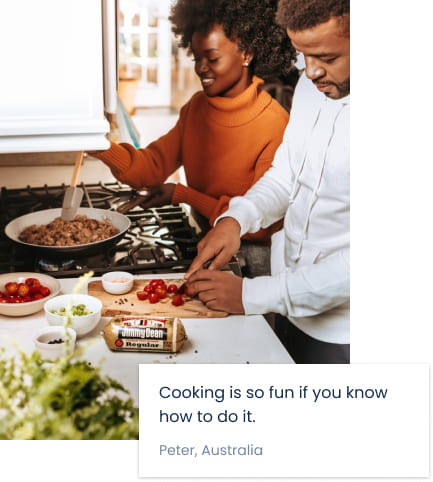 Jimmy Dean
Regular
Cooking is so fun if you know
how to do it.
Peter, Australia